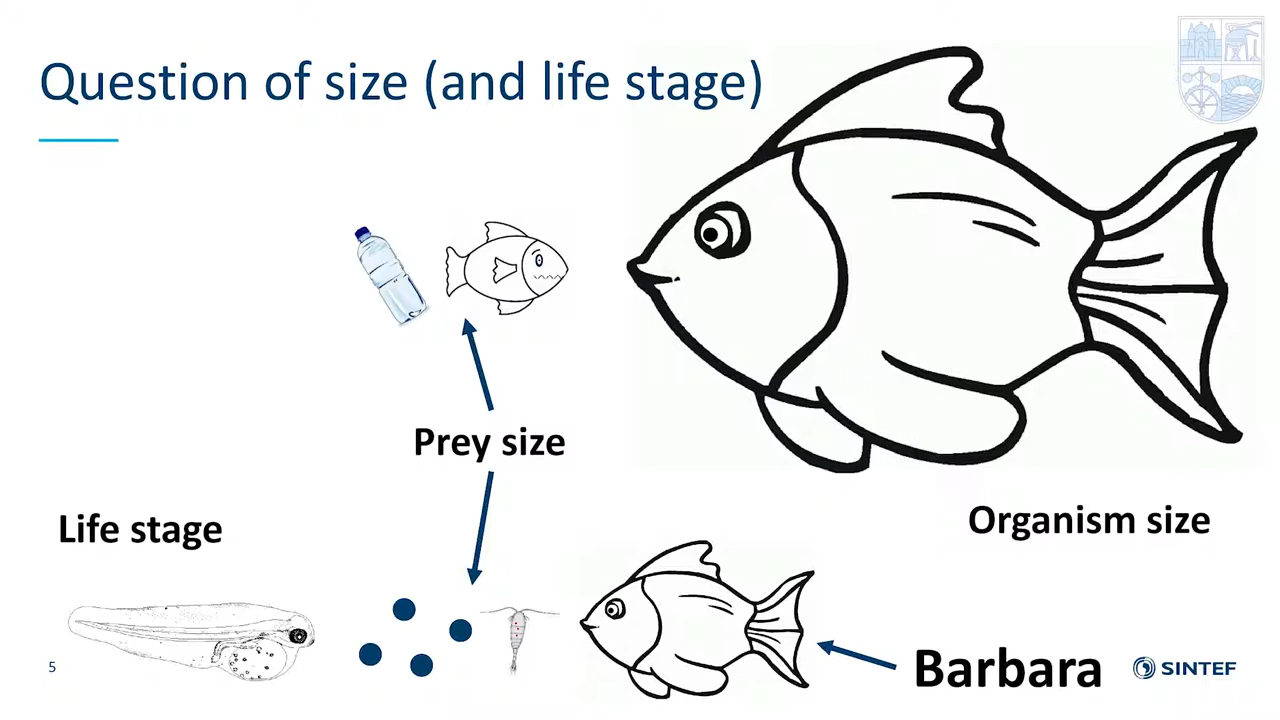 Question of size (and life stage)
Prey size
Life stage
Organism size
5
Barbara
SINTEF